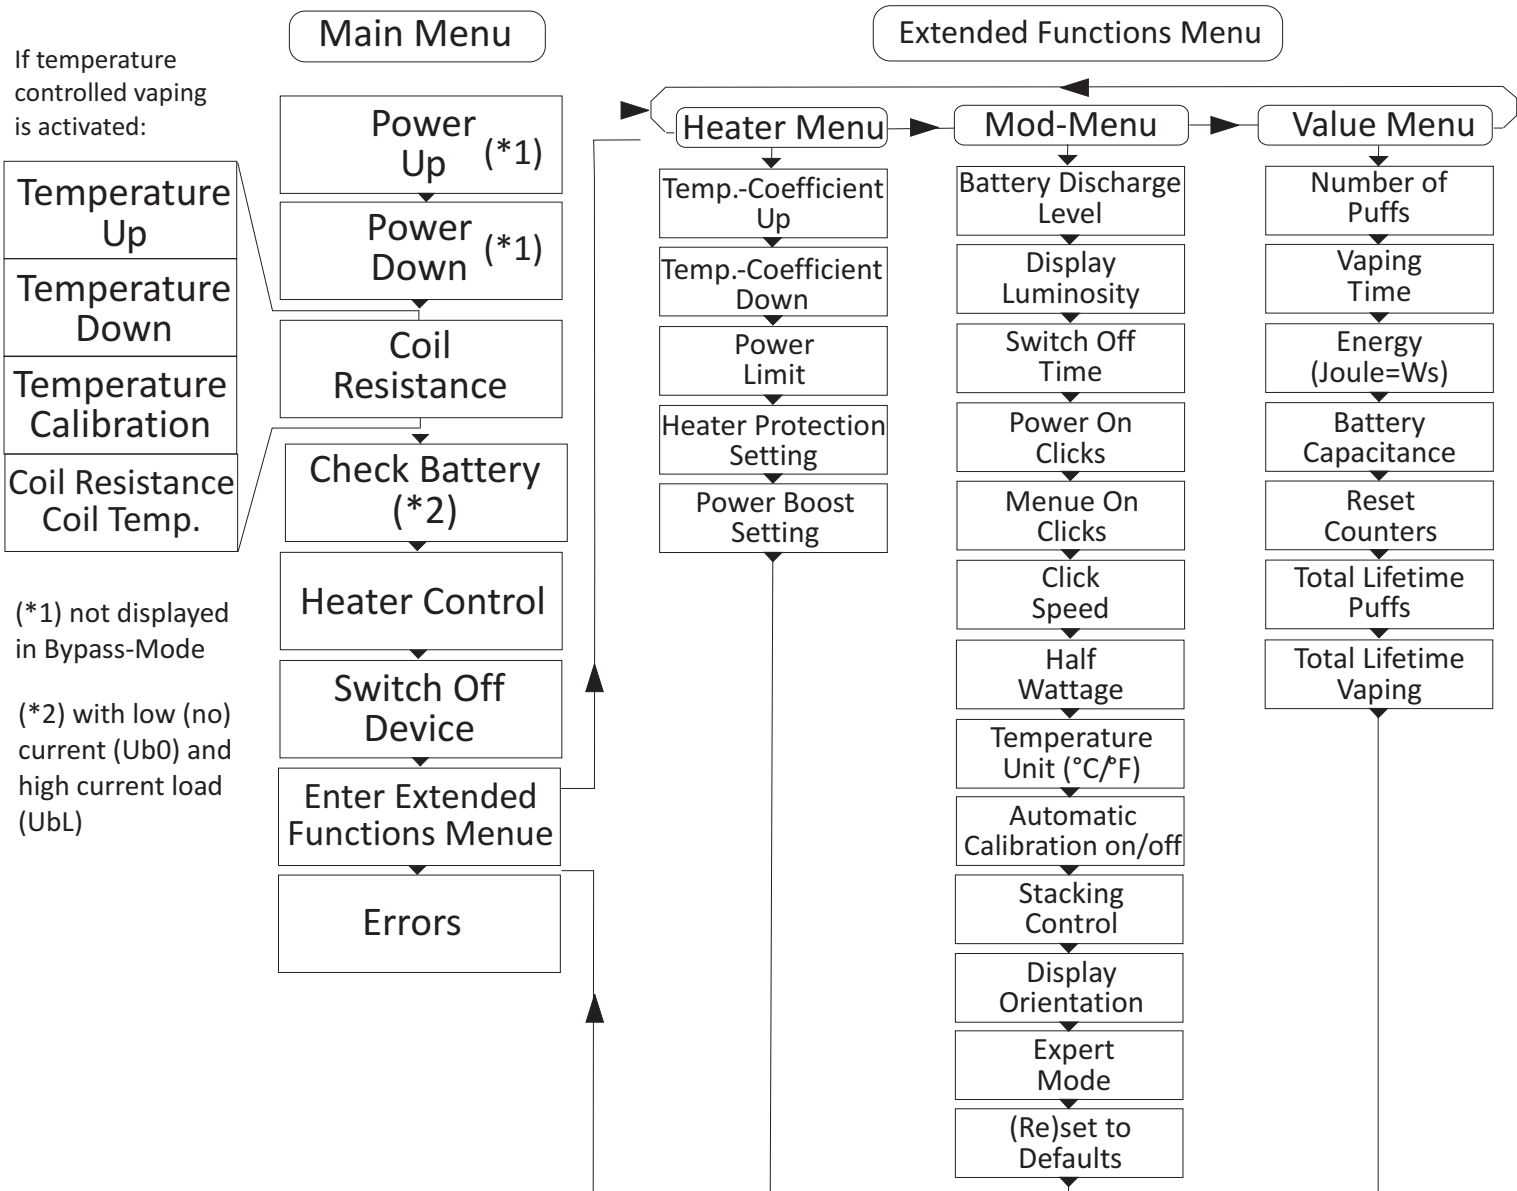 Main Menu
Extended Functions Menu
If temperature
controlled vaping
is activated:
Temperature
Up
Temperature
Down
Temperature
Calibration
Coil Resistance
Coil Temp.
(*1) not displayed
in Bypass-Mode
(*2) with low (no)
current (Ub0) and
high current load
(UbL)
Power
Up (*1)
Power
Down (*1)
Coil
Resistance
Check Battery
(*2)
Heater Control
Switch Off
Device
Enter Extended
Functions Menue
Errors
Heater Menu
Temp.-Coefficient
Up
Temp.-Coefficient
Down
Power
Limit
Heater Protection
Setting
Power Boost
Setting
Mod-Menu
Battery Discharge
Level
Display
Luminosity
Switch Off
Time
Power On
Clicks
Menue On
Clicks
Click
Speed
Half
Wattage
Temperature
Unit (°C/°F)
Automatic
Calibration on/off
Stacking
Control
Display
Orientation
Expert
Mode
(Re)set to
Defaults
Value Menu
Number of
Puffs
Vaping
Time
Energy
(Joule=Ws)
Battery
Capacitance
Reset
Counters
Total Lifetime
Puffs
Total Lifetime
Vaping